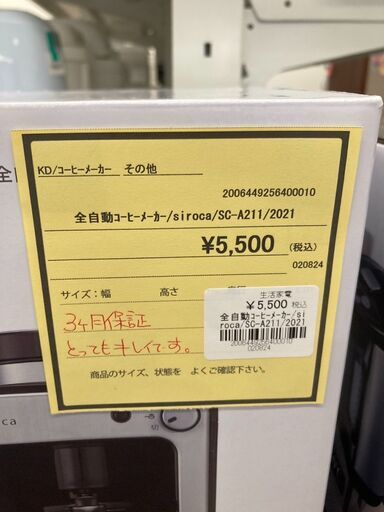 全
KD/ｺｰﾋｰﾒｰｶｰ その他
2006449256400010
全自動ｺｰﾋｰﾒｰｶｰ/siroca/SC-A211/2021
¥5,500 (税込)
020824
サイズ：幅 高さ
生活家電
¥5,500 税込
全自動ｺｰﾋｰﾒｰｶｰ/si
roca/SC-A211/2021
2006449256400010
020824
3ヶ月保証
とってもキレイです。
商品のサイズ、状態を よくご確認下さい。
ca
切